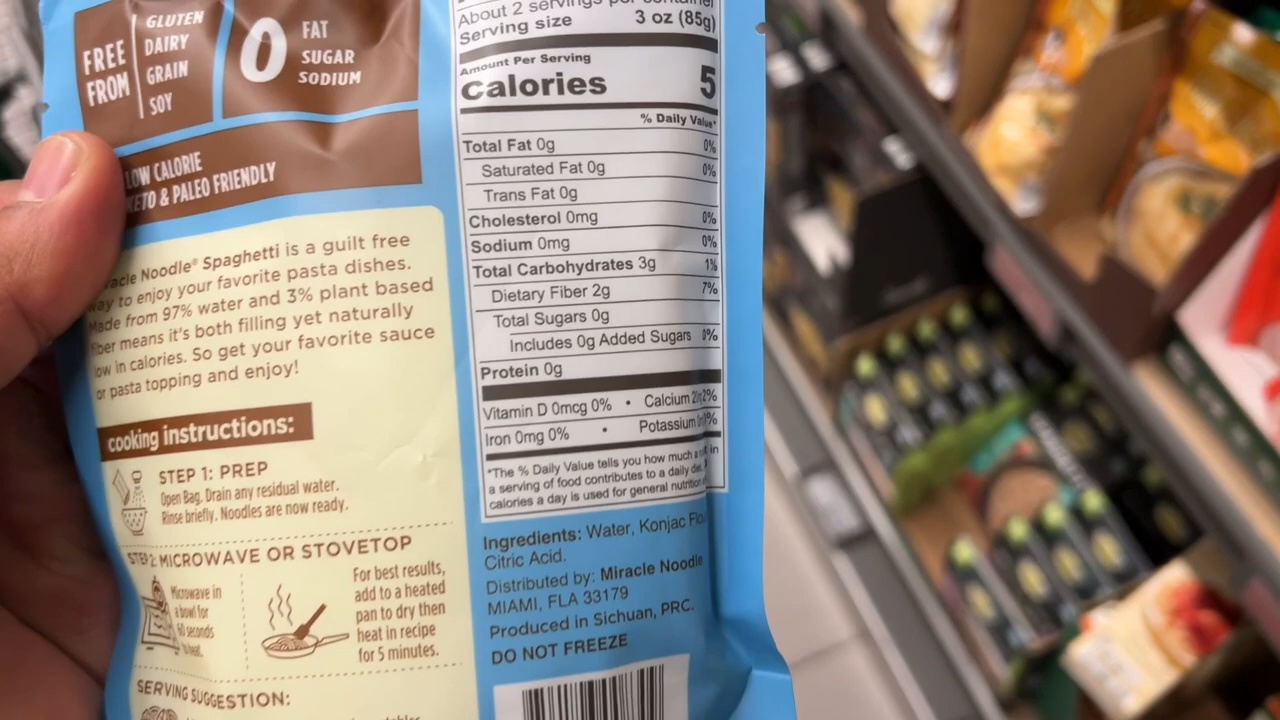 FREE FROM
GLUTEN
DAIRY
GRAIN
SOY
0
FAT
SUGAR
SODIUM
LOW CALORIE
KETO & PALEO FRIENDLY
Noodle® Spaghetti is a guilt free
way to enjoy your favorite pasta dishes.
Made from 97% water and 3% plant based
fiber means it's both filling yet naturally
low in calories. So get your favorite sauce
or pasta topping and enjoy!
cooking instructions:
STEP 1: PREP
Open Bag. Drain any residual water.
Rinse briefly. Noodles are now ready.
STEP 2: MICROWAVE OR STOVETOP
Microwave in
a bowl for
60 seconds
to heat.
For best results,
add to a heated
pan to dry then
heat in recipe
for 5 minutes.
SERVING SUGGESTION:
About 2 servings per container
Serving size 3 oz (85g)
Amount Per Serving
Calories 5
% Daily Value*
Total Fat 0g 0%
Saturated Fat 0g 0%
Trans Fat 0g
Cholesterol 0mg 0%
Sodium 0mg 0%
Total Carbohydrates 3g 1%
Dietary Fiber 2g 7%
Total Sugars 0g
Includes 0g Added Sugars 0%
Protein 0g
Vitamin D 0mcg 0% • Calcium 2%
Iron 0mg 0% • Potassium
*The % Daily Value tells you how much a in
a serving of food contributes to a daily
calories a day is used for general nutrition
Ingredients: Water, Konjac
Citric Acid.
Distributed by: Miracle Noodle
MIAMI, FLA 33179
Produced in Sichuan, PRC.
DO NOT FREEZE